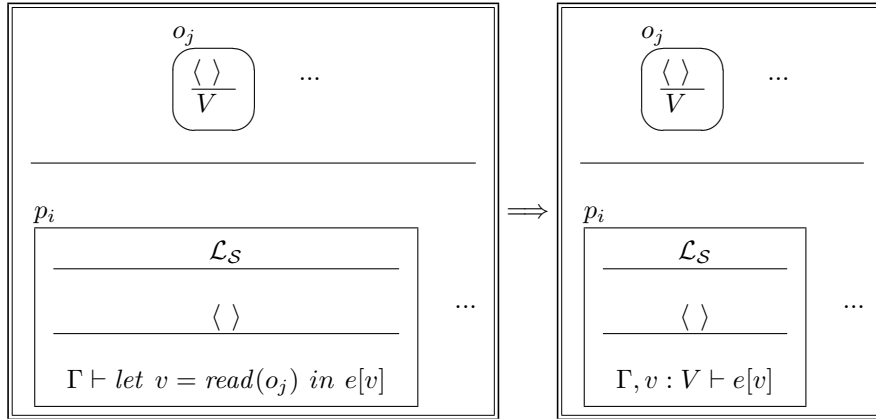 o_j o_j
⟨ ⟩ ... ⟨ ⟩ ...
V V
p_i ⟹ p_i
ℒ_𝒮 ℒ_𝒮
⟨ ⟩ ... ⟨ ⟩ ...
Γ ⊢ let v = read(o_j) in e[v] Γ, v : V ⊢ e[v]